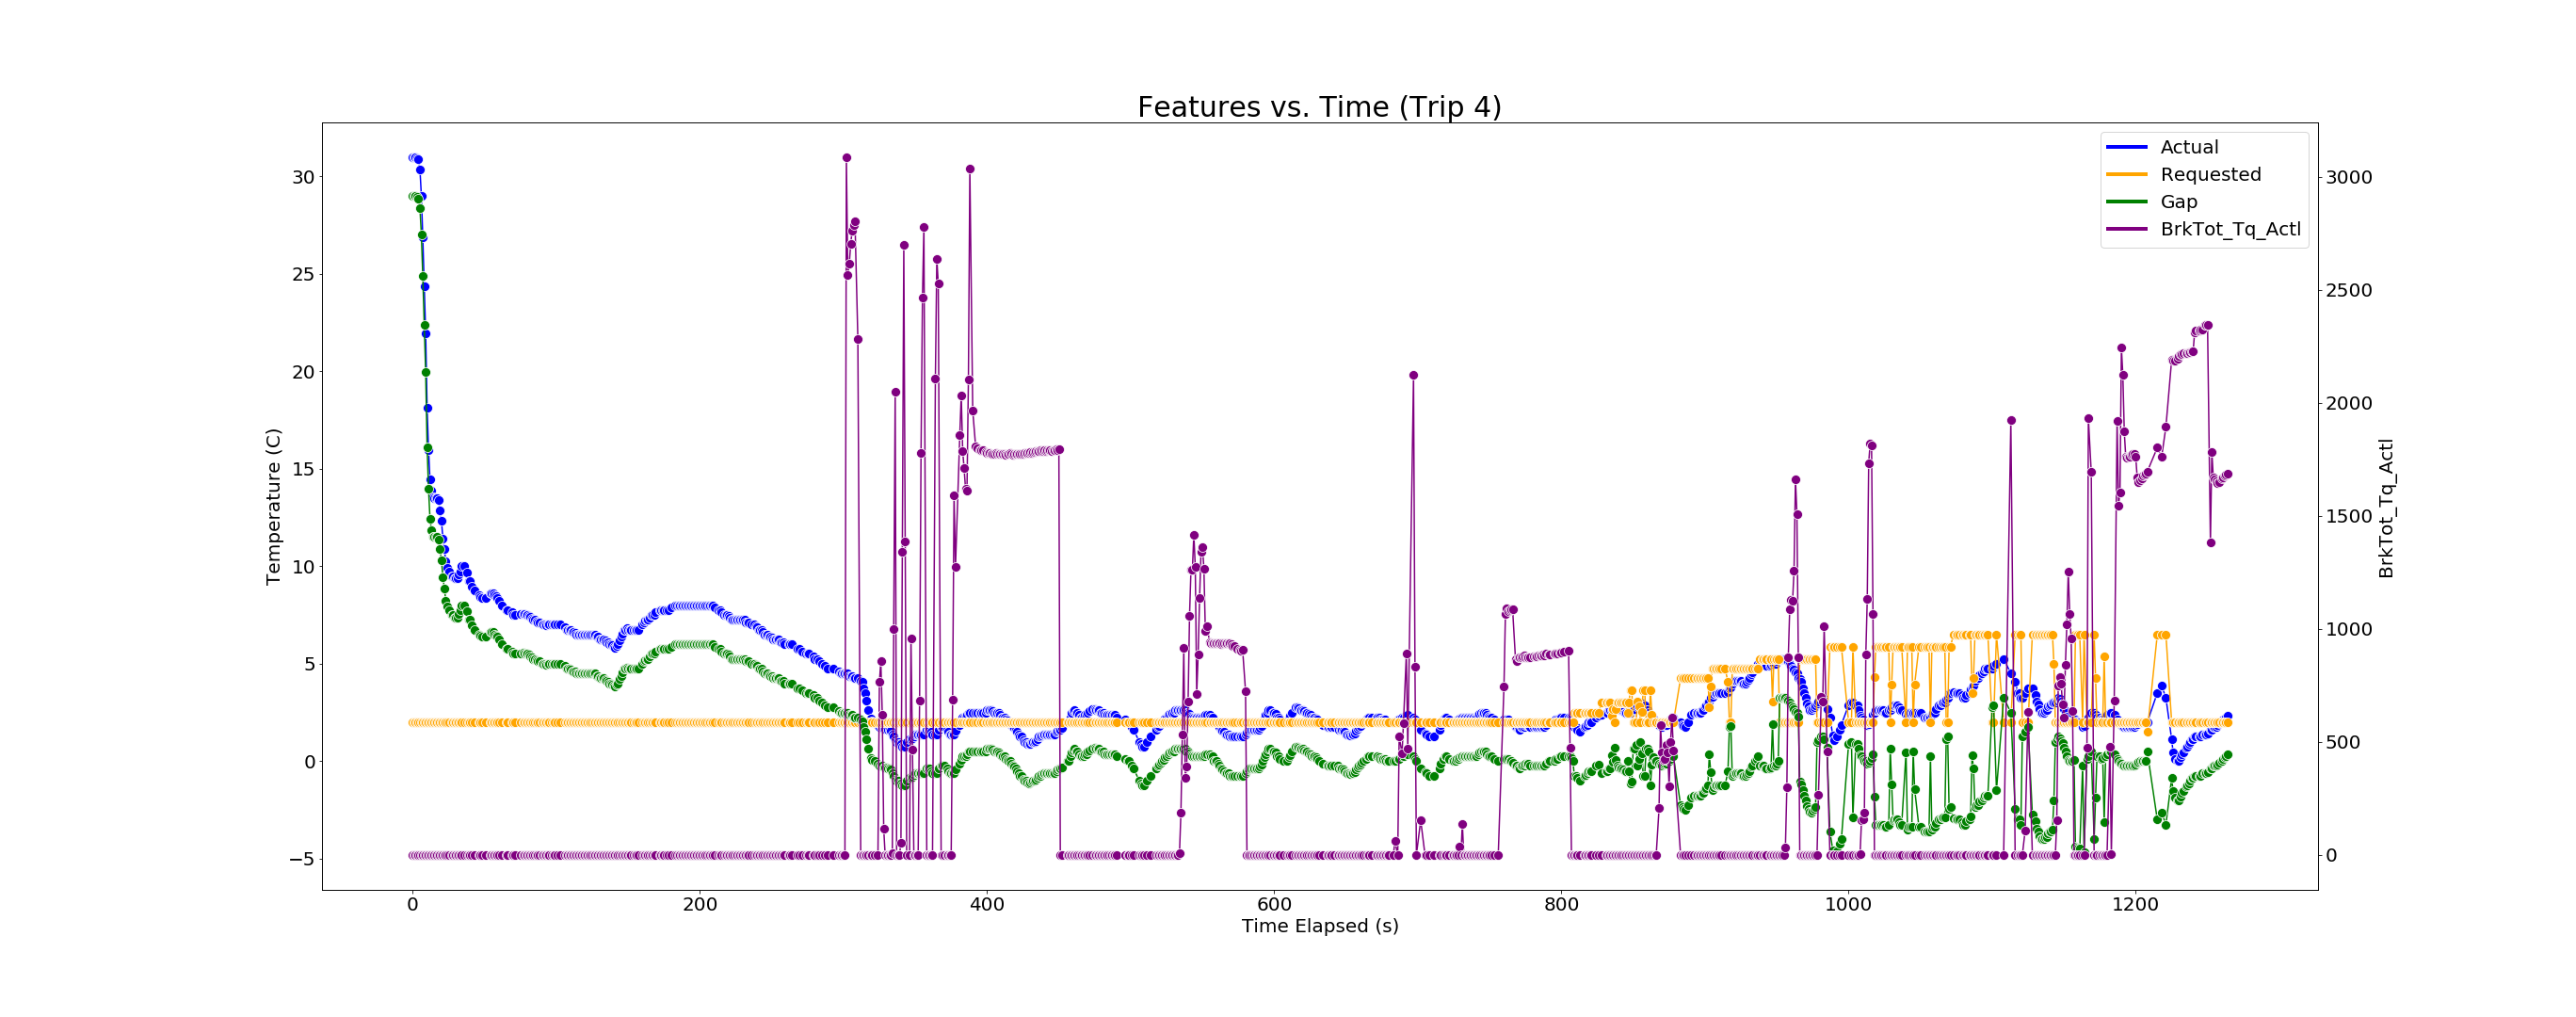 Features vs. Time (Trip 4)
Actual
Requested
Gap
BrkTot_Tq_Actl
Temperature (C)
30
25
20
15
10
5
0
−5
3000
2500
2000
1500
1000
500
0
BrkTot_Tq_Actl
0 200 400 600 800 1000 1200
Time Elapsed (s)